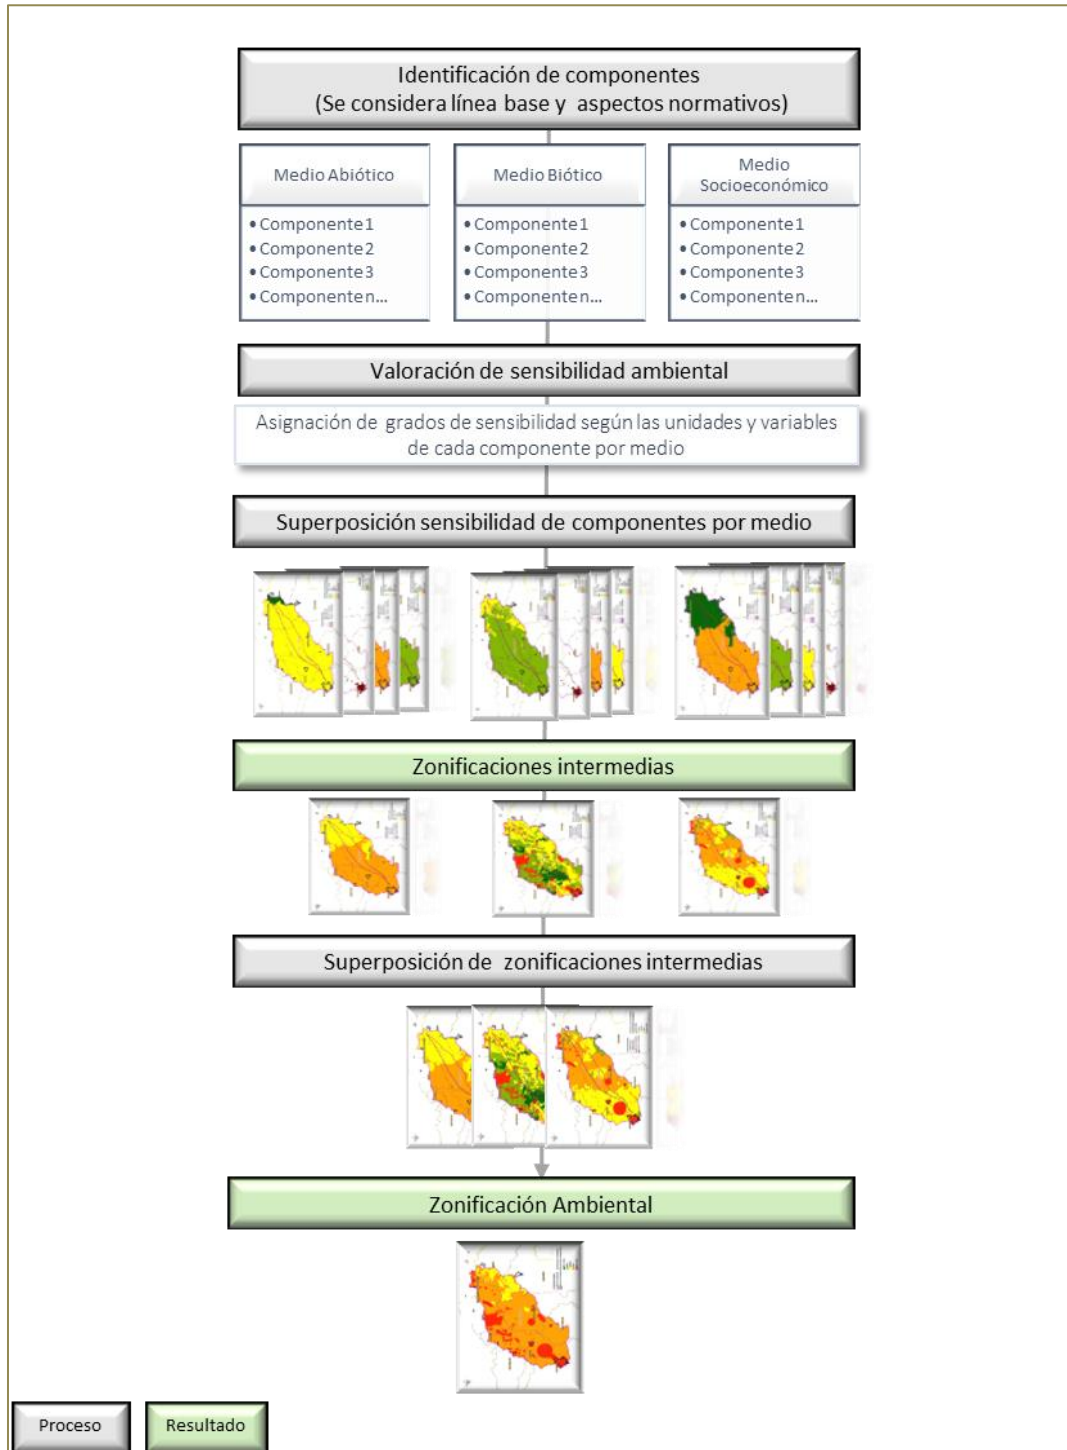 Identificación de componentes
(Se considera línea base y aspectos normativos)
Medio Abiótico
• Componente1
• Componente2
• Componente3
• Componenten...
Medio Biótico
• Componente1
• Componente2
• Componente3
• Componenten...
Medio
Socioeconómico
• Componente1
• Componente2
• Componente3
• Componenten...
Valoración de sensibilidad ambiental
Asignación de grados de sensibilidad según las unidades y variables
de cada componente por medio
Superposición sensibilidad de componentes por medio
Zonificaciones intermedias
Superposición de zonificaciones intermedias
Zonificación Ambiental
Proceso
Resultado